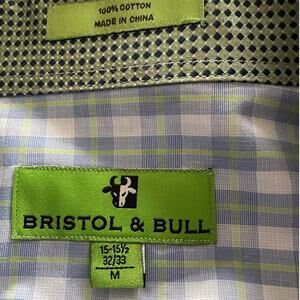 100% COTTON
MADE IN CHINA
BRISTOL & BULL
15-15½
32/33
M